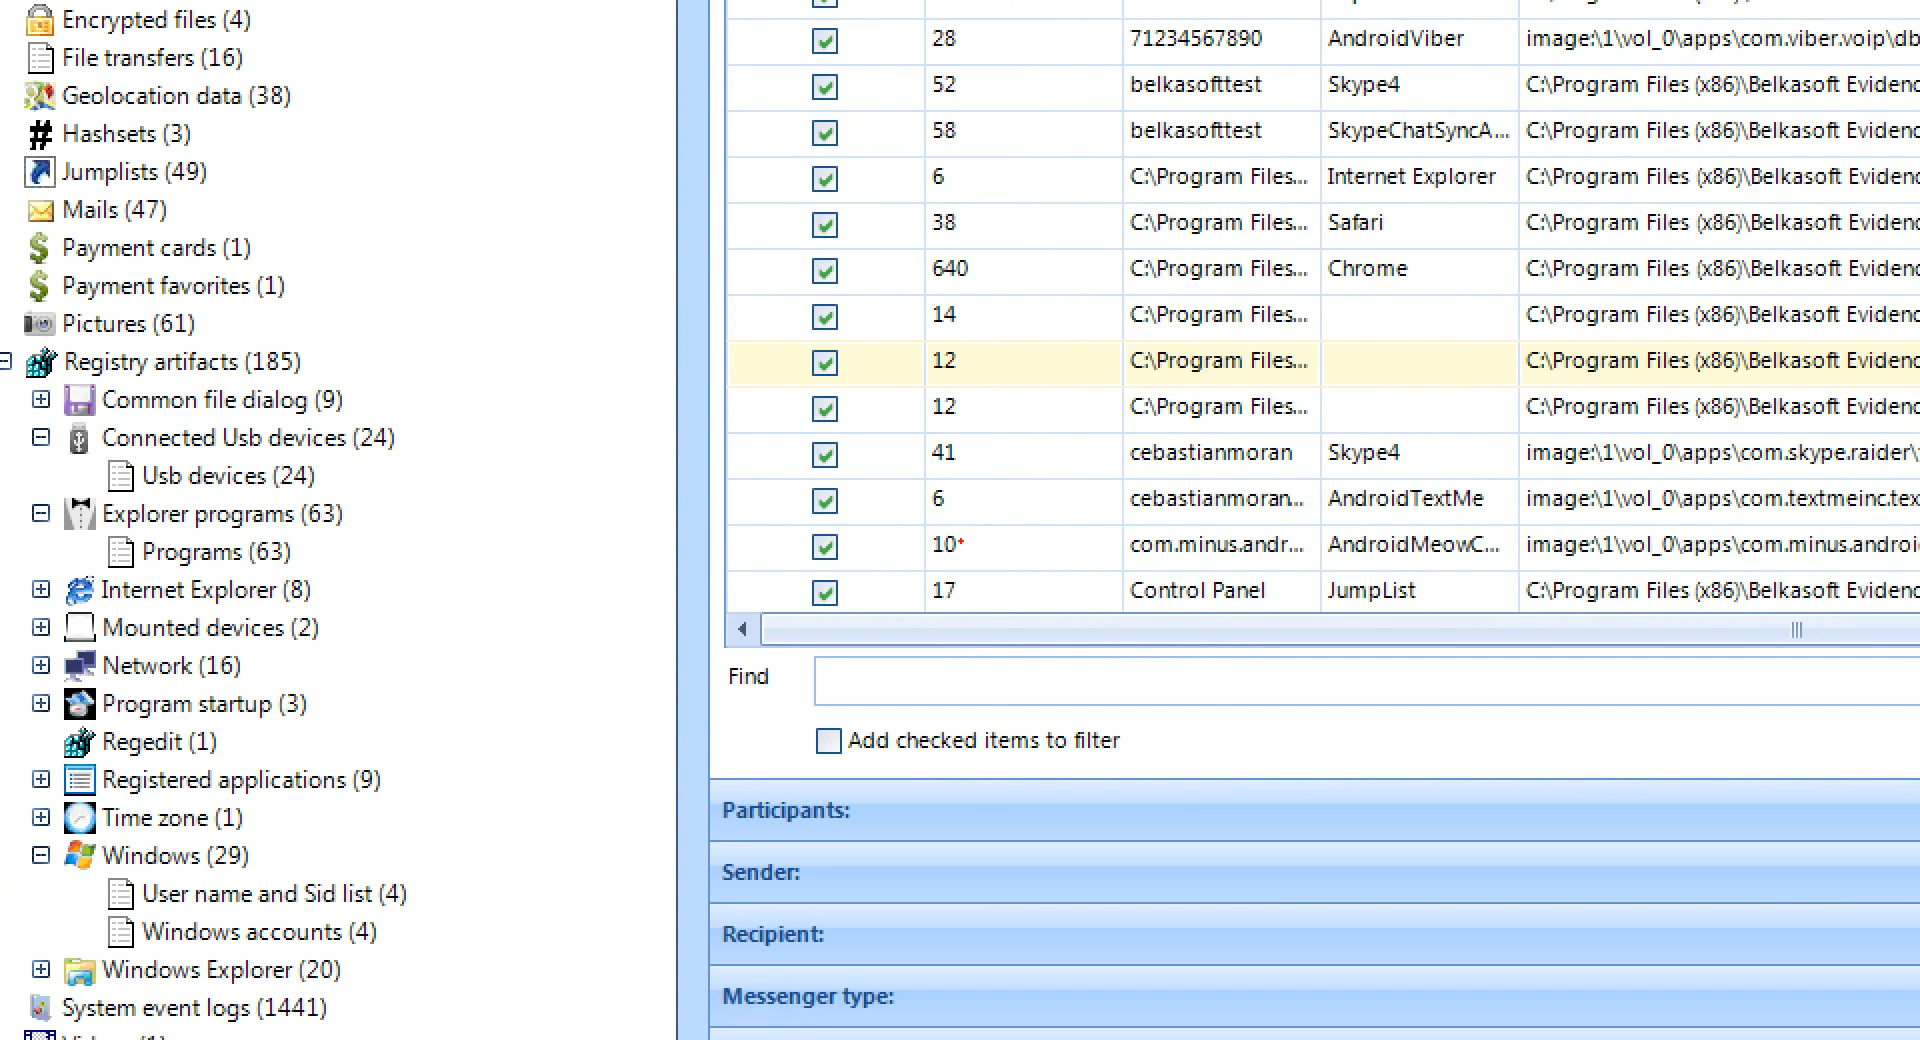 Encrypted files (4)
File transfers (16)
Geolocation data (38)
Hashsets (3)
Jumplists (49)
Mails (47)
Payment cards (1)
Payment favorites (1)
Pictures (61)
Registry artifacts (185)
Common file dialog (9)
Connected Usb devices (24)
Usb devices (24)
Explorer programs (63)
Programs (63)
Internet Explorer (8)
Mounted devices (2)
Network (16)
Program startup (3)
Regedit (1)
Registered applications (9)
Time zone (1)
Windows (29)
User name and Sid list (4)
Windows accounts (4)
Windows Explorer (20)
System event logs (1441)
28 71234567890 AndroidViber image:\1\vol_0\apps\com.viber.voip\db
52 belkasofttest Skype4 C:\Program Files (x86)\Belkasoft Evidenc
58 belkasofttest SkypeChatSyncA... C:\Program Files (x86)\Belkasoft Evidenc
6 C:\Program Files... Internet Explorer C:\Program Files (x86)\Belkasoft Evidenc
38 C:\Program Files... Safari C:\Program Files (x86)\Belkasoft Evidenc
640 C:\Program Files... Chrome C:\Program Files (x86)\Belkasoft Evidenc
14 C:\Program Files... C:\Program Files (x86)\Belkasoft Evidenc
12 C:\Program Files... C:\Program Files (x86)\Belkasoft Evidenc
12 C:\Program Files... C:\Program Files (x86)\Belkasoft Evidenc
41 cebastianmoran Skype4 image:\1\vol_0\apps\com.skype.raider\
6 cebastianmoran... AndroidTextMe image:\1\vol_0\apps\com.textmeinc.tex
10* com.minus.andr... AndroidMeowC... image:\1\vol_0\apps\com.minus.androi
17 Control Panel JumpList C:\Program Files (x86)\Belkasoft Evidenc
Find
Add checked items to filter
Participants:
Sender:
Recipient:
Messenger type: